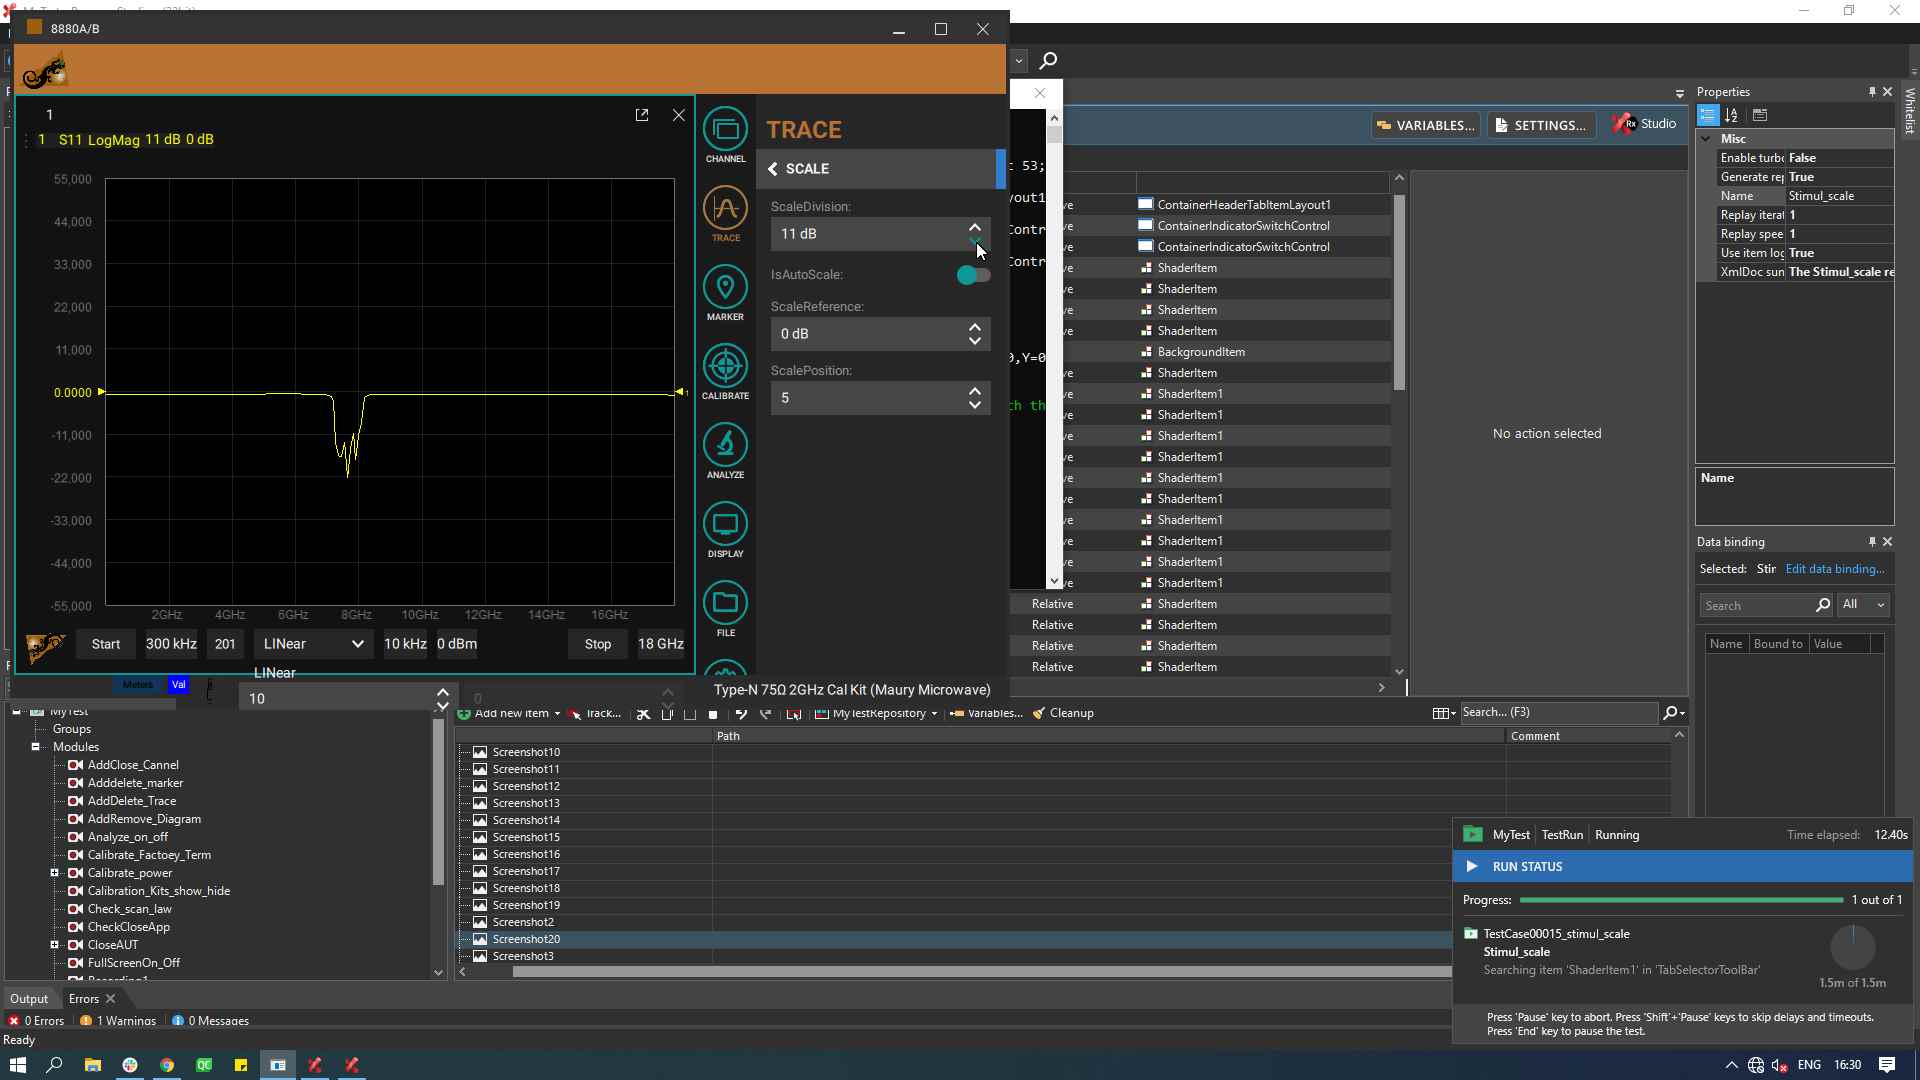 8880A/B
1
1 S11 LogMag 11 dB 0 dB
55,000
44,000
33,000
22,000
11,000
0.0000
-11,000
-22,000
-33,000
-44,000
-55,000
2GHz 4GHz 6GHz 8GHz 10GHz 12GHz 14GHz 16GHz
1
Start 300 kHz 201 LINear 10 kHz 0 dBm Stop 18 GHz
LINear
Meters Val 10 0
Type-N 75Ω 2GHz Cal Kit (Maury Microwave)
CHANNEL
TRACE
MARKER
CALIBRATE
ANALYZE
DISPLAY
FILE
TRACE
SCALE
ScaleDivision:
11 dB
IsAutoScale:
ScaleReference:
0 dB
ScalePosition:
5
VARIABLES...
SETTINGS...
Rx Studio
ContainerHeaderTabItemLayout1
ContainerIndicatorSwitchControl
ContainerIndicatorSwitchControl
ShaderItem
ShaderItem
ShaderItem
ShaderItem
BackgroundItem
ShaderItem
ShaderItem1
ShaderItem1
ShaderItem1
ShaderItem1
ShaderItem1
ShaderItem1
ShaderItem1
ShaderItem1
ShaderItem1
ShaderItem1
Relative ShaderItem
Relative ShaderItem
Relative ShaderItem
Relative ShaderItem
No action selected
Properties
Whitelist
Misc
Enable turbo False
Generate rep True
Name Stimul_scale
Replay iterat 1
Replay spee 1
Use item log True
XmlDoc sun The Stimul_scale re
Name
Data binding
Selected: Stir Edit data binding...
Search All
Name Bound to Value
MyTest
Groups
Modules
AddClose_Cannel
Adddelete_marker
AddDelete_Trace
AddRemove_Diagram
Analyze_on_off
Calibrate_Factoey_Term
Calibrate_power
Calibration_Kits_show_hide
Check_scan_law
CheckCloseApp
CloseAUT
FullScreenOn_Off
Recording1
Add new item Track... MyTestRepository Variables... Cleanup Search... (F3)
Path Comment
Screenshot10
Screenshot11
Screenshot12
Screenshot13
Screenshot14
Screenshot15
Screenshot16
Screenshot17
Screenshot18
Screenshot19
Screenshot2
Screenshot20
Screenshot3
MyTest TestRun Running Time elapsed: 12.40s
RUN STATUS
Progress: 1 out of 1
TestCase00015_stimul_scale
Stimul_scale
Searching item 'ShaderItem1' in 'TabSelectorToolBar'
1.5m of 1.5m
Press 'Pause' key to abort. Press 'Shift'+'Pause' keys to skip delays and timeouts.
Press 'End' key to pause the test.
Output Errors
0 Errors 1 Warnings 0 Messages
Ready
ENG 16:30